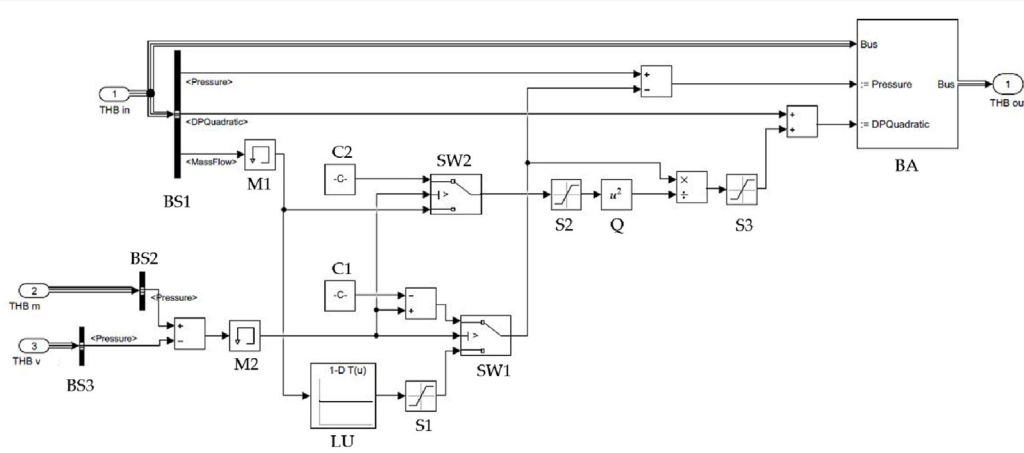 Bus
1
+
<Pressure>
−
:= Pressure
Bus
1
THB in
THB ou
+
<DPQuadratic>
+
:= DPQuadratic
C2
SW2
BA
<MassFlow>
-C-
M1
>
×
u²
÷
BS1
S2
Q
S3
BS2
C1
2
<Pressure>
-C-
−
THB m
+
+
3
<Pressure>
−
>
THB v
M2
SW1
BS3
1-D T(u)
S1
LU